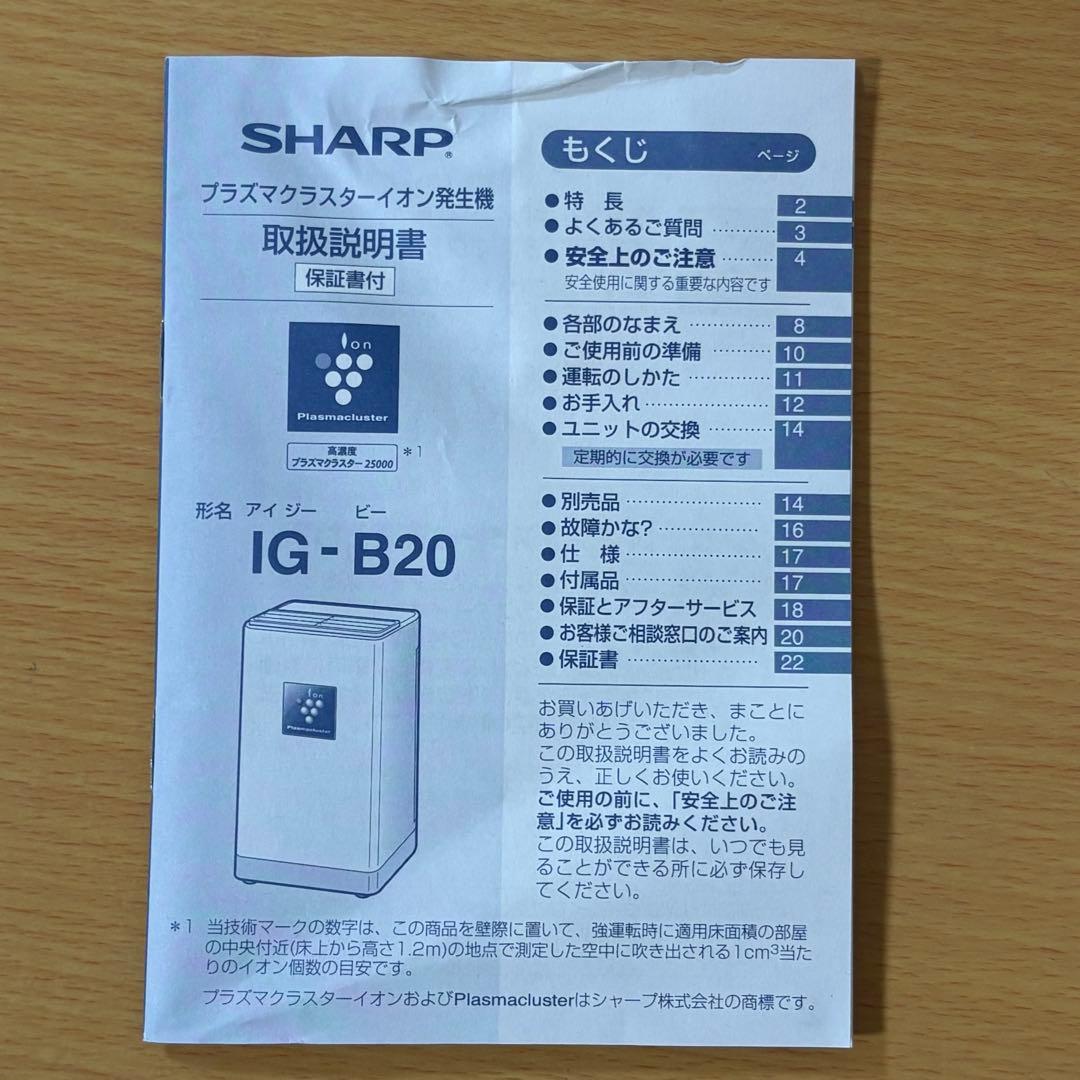 SHARP®
プラズマクラスターイオン発生機
取扱説明書
保証書付
Ion
Plasmacluster
高濃度
プラズマクラスター25000
＊1
形名 アイ ジー ビー
IG-B20
Ion
Plasmacluster
もくじ ページ
●特 長 2
●よくあるご質問 ………… 3
●安全上のご注意 ……… 4
安全使用に関する重要な内容です
●各部のなまえ …………… 8
●ご使用前の準備 ………… 10
●運転のしかた …………… 11
●お手入れ ………………… 12
●ユニットの交換 ………… 14
定期的に交換が必要です
●別売品 …………………… 14
●故障かな? ……………… 16
●仕 様 …………………… 17
●付属品 …………………… 17
●保証とアフターサービス 18
●お客様ご相談窓口のご案内 20
●保証書 …………………… 22
お買いあげいただき、まことに
ありがとうございました。
この取扱説明書をよくお読みの
うえ、正しくお使いください。
ご使用の前に、「安全上のご注
意」を必ずお読みください。
この取扱説明書は、いつでも見
ることができる所に必ず保存し
てください。
＊1 当技術マークの数字は、この商品を壁際に置いて、強運転時に適用床面積の部屋
の中央付近(床上から高さ1.2m)の地点で測定した空中に吹き出される1cm³当た
りのイオン個数の目安です。
プラズマクラスターイオンおよびPlasmaclusterはシャープ株式会社の商標です。